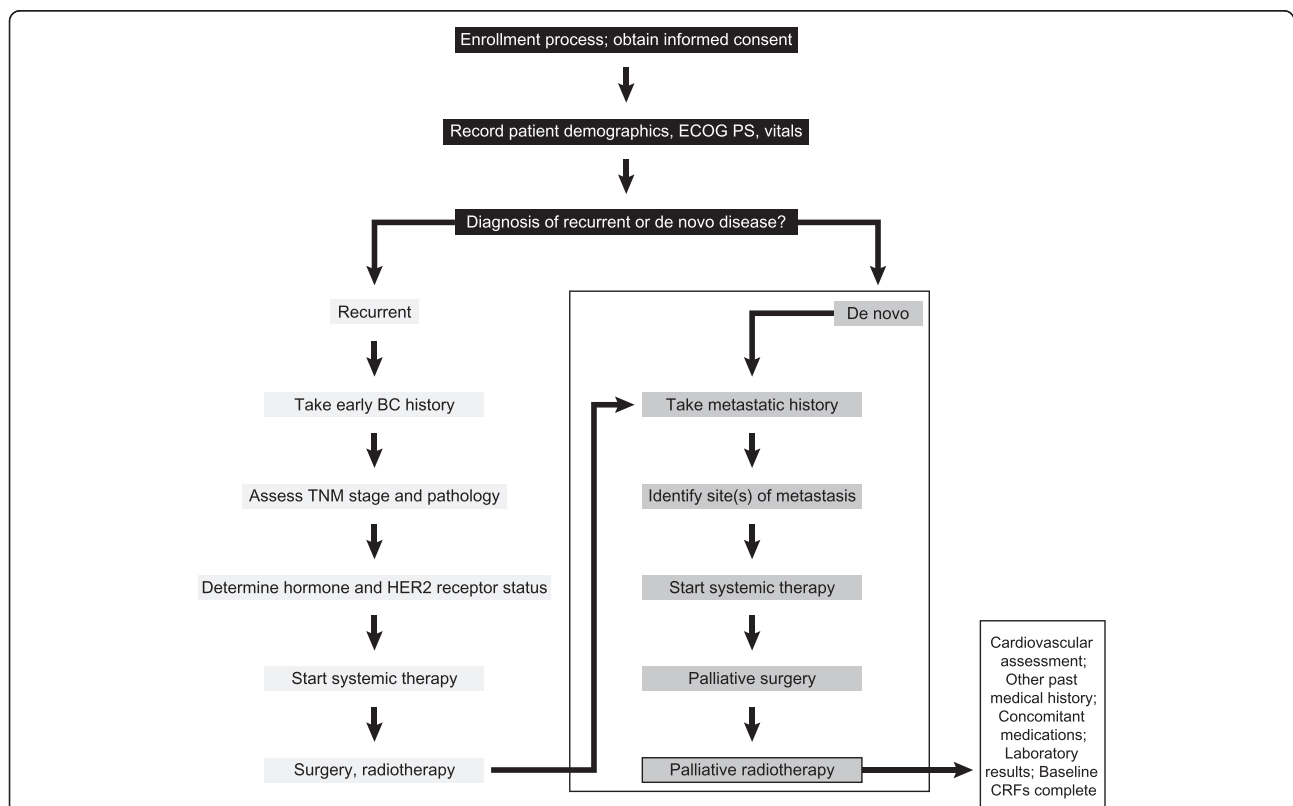 Enrollment process; obtain informed consent
Record patient demographics, ECOG PS, vitals
Diagnosis of recurrent or de novo disease?
Recurrent
Take early BC history
Assess TNM stage and pathology
Determine hormone and HER2 receptor status
Start systemic therapy
Surgery, radiotherapy
De novo
Take metastatic history
Identify site(s) of metastasis
Start systemic therapy
Palliative surgery
Palliative radiotherapy
Cardiovascular
assessment;
Other past
medical history;
Concomitant
medications;
Laboratory
results; Baseline
CRFs complete